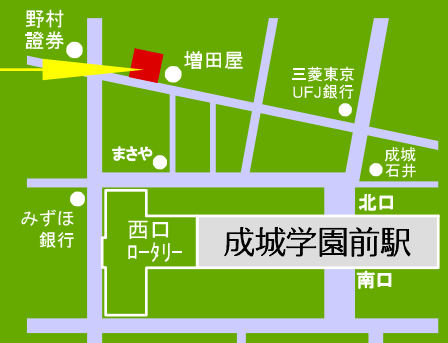 野村
證券
増田屋
三菱東京
UFJ銀行
まさや
成城
石井
みずほ
銀行
西口
ロータリー
北口
成城学園前駅
南口